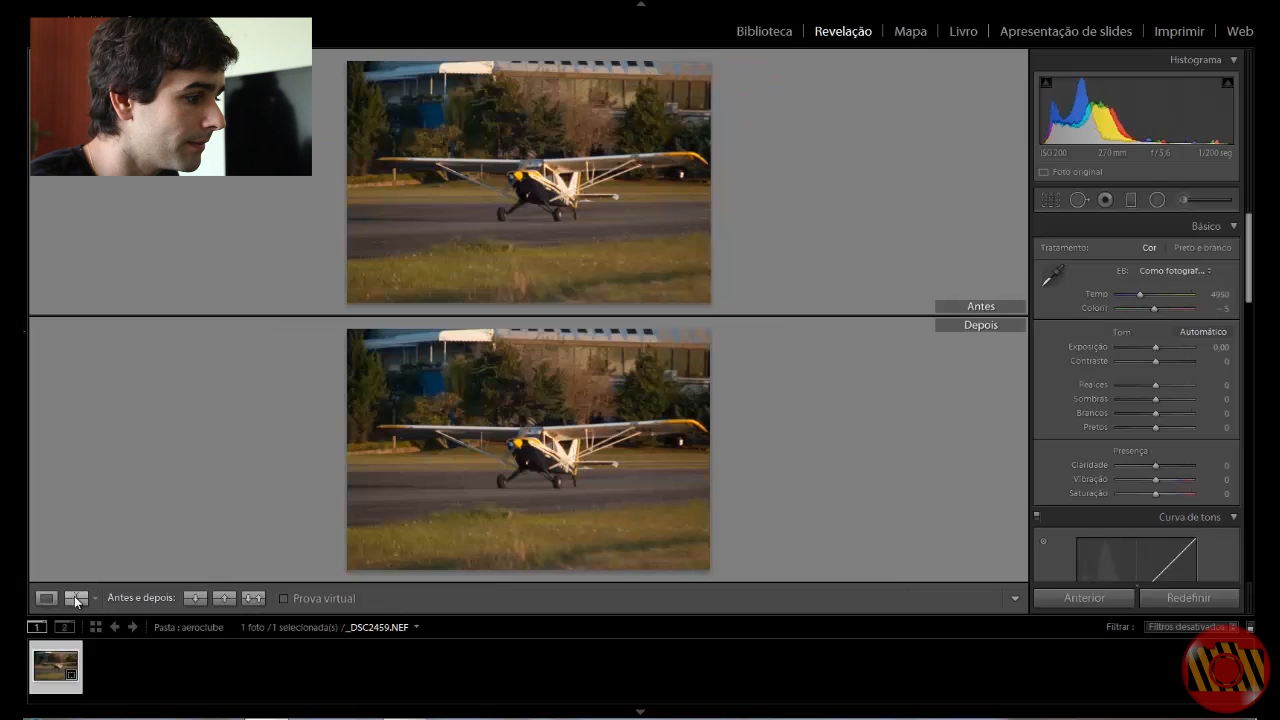 Biblioteca Revelação Mapa Livro Apresentação de slides Imprimir Web
Histograma
ISO 200 270 mm f / 5,6 1/200 seg
Foto original
Básico
Tratamento: Cor Preto e branco
EB: Como fotograf...
Temp 4950
Colorir - 5
Tom Automático
Exposição 0,00
Contraste 0
Realces 0
Sombras 0
Brancos 0
Pretos 0
Presença
Claridade 0
Vibração 0
Saturação 0
Curva de tons
Antes
Depois
Antes e depois: Prova virtual
Anterior Redefinir
1 2 Pasta : aeroclube 1 foto /1 selecionada(s) /_DSC2459.NEF Filtrar : Filtros desativados